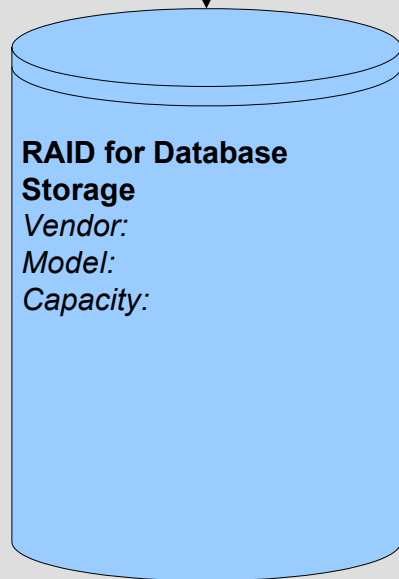 RAID for Database
Storage
Vendor:
Model:
Capacity: